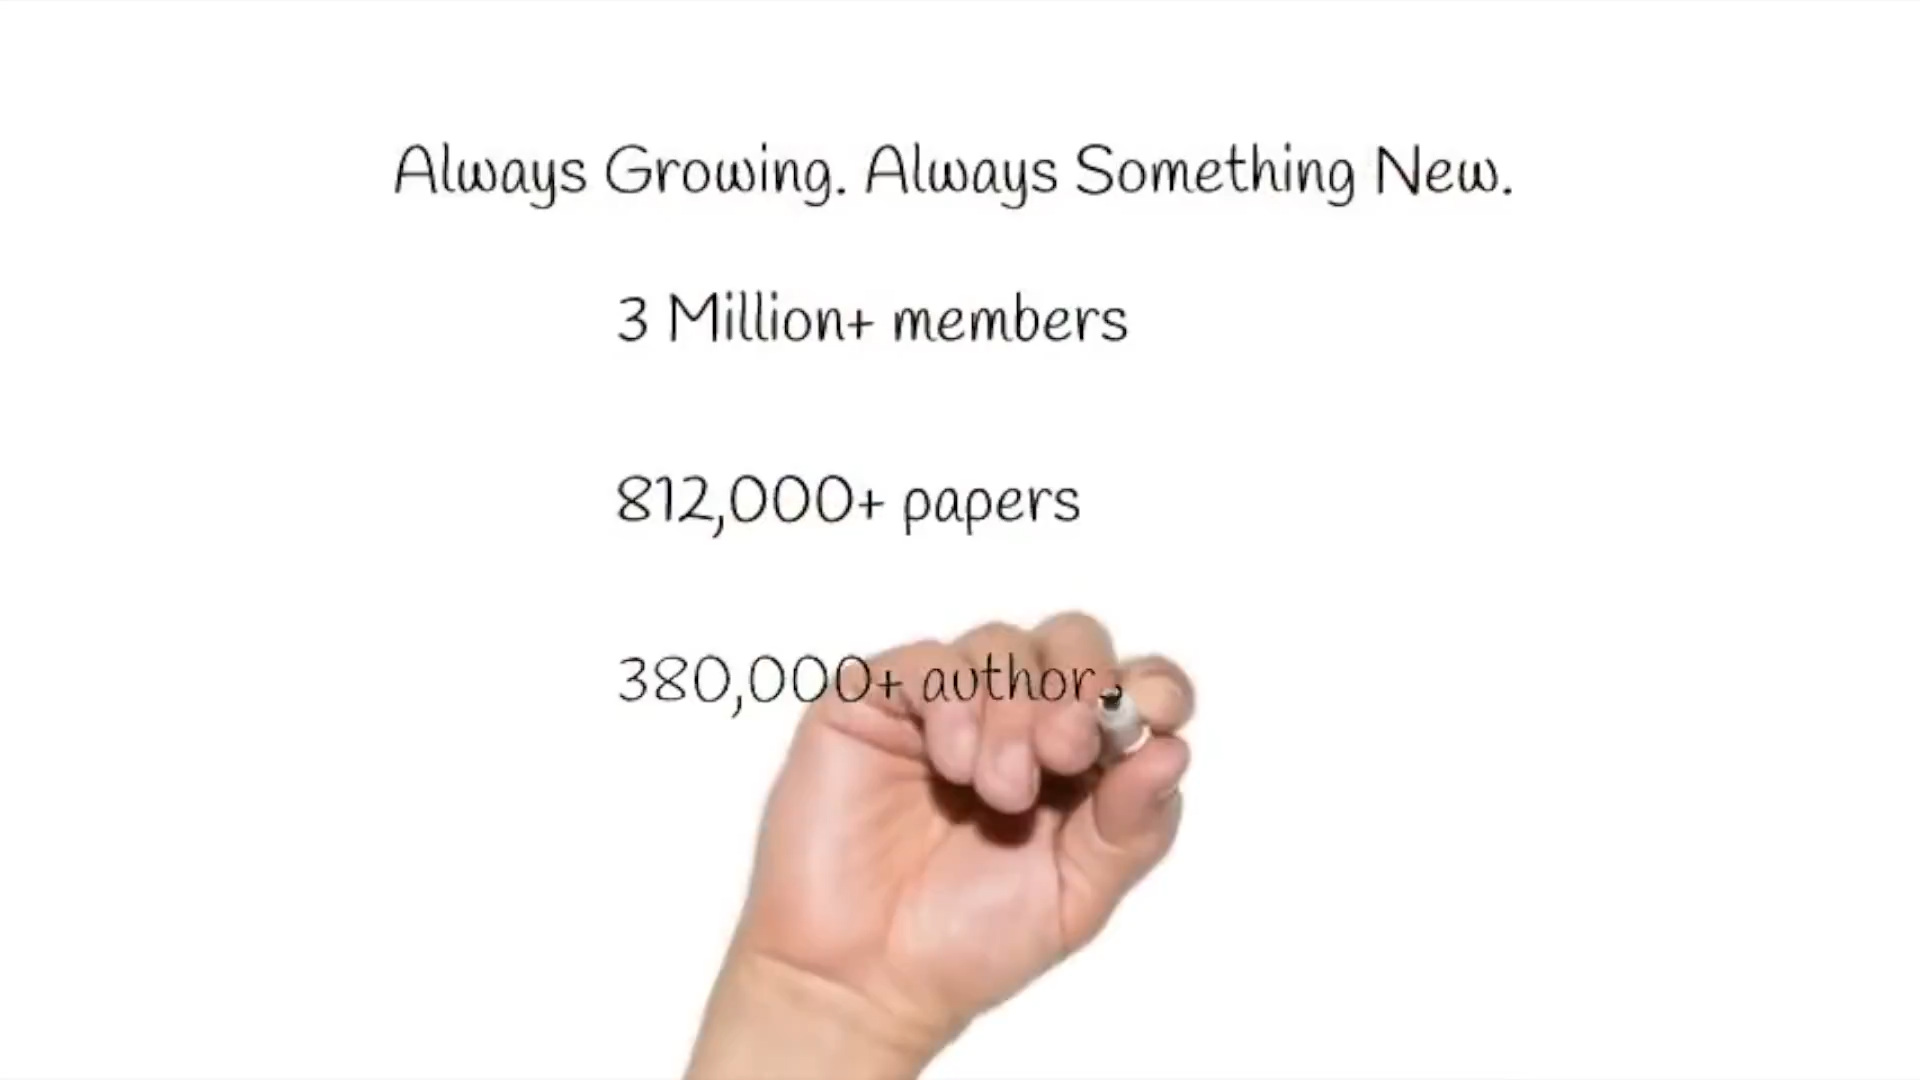 Always Growing. Always Something New.
3 Million+ members
812,000+ papers
380,000+ author